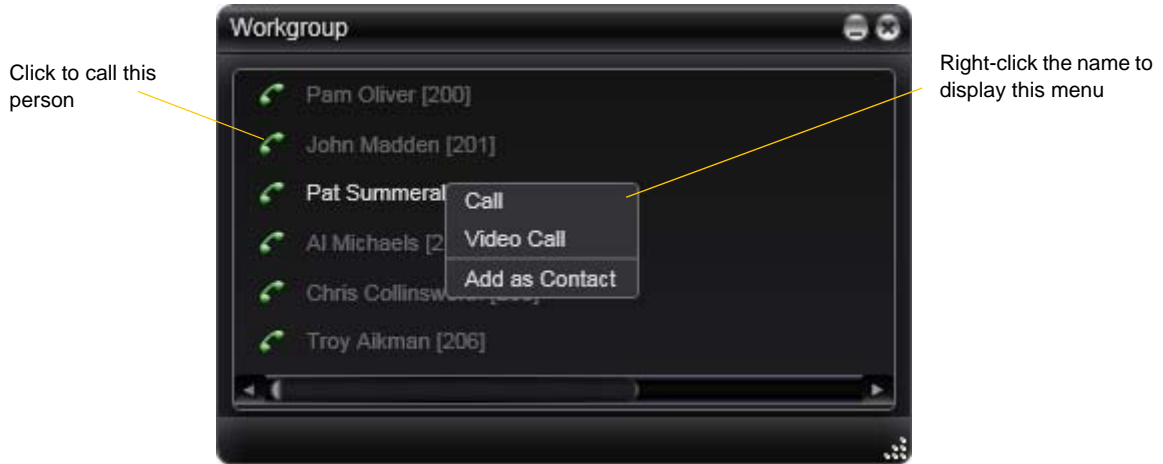 Workgroup
Click to call this
person
Right-click the name to
display this menu
Pam Oliver [200]
John Madden [201]
Pat Summeral
Call
Video Call
Add as Contact
Al Michaels [2
Chris Collinsw
Troy Aikman [206]